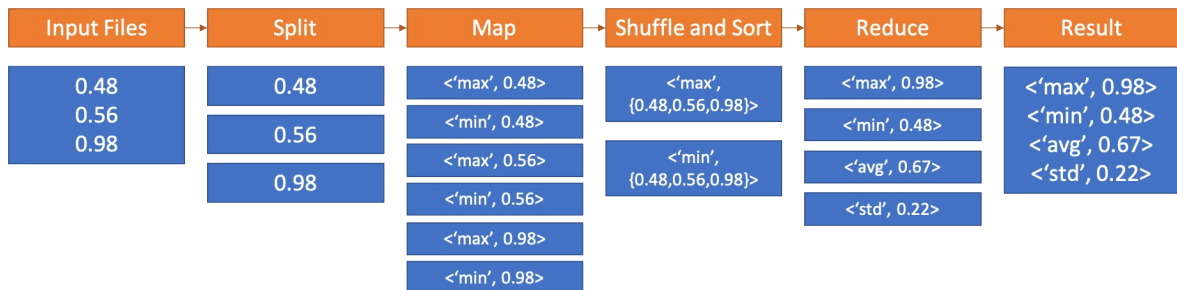 Input Files
Split
Map
Shuffle and Sort
Reduce
Result
0.48
0.56
0.98
0.48
0.56
0.98
<‘max’, 0.48>
<‘min’, 0.48>
<‘max’, 0.56>
<‘min’, 0.56>
<‘max’, 0.98>
<‘min’, 0.98>
<‘max’,
{0.48,0.56,0.98}>
<‘min’,
{0.48,0.56,0.98}>
<‘max’, 0.98>
<‘min’, 0.48>
<‘avg’, 0.67>
<‘std’, 0.22>
<‘max’, 0.98>
<‘min’, 0.48>
<‘avg’, 0.67>
<‘std’, 0.22>